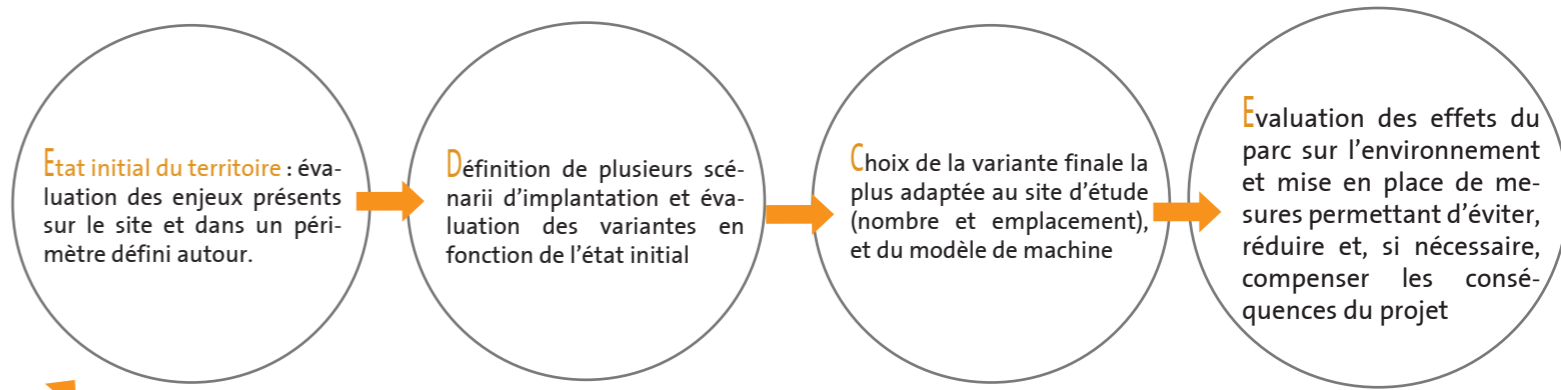 Etat initial du territoire : éva-
luation des enjeux présents
sur le site et dans un péri-
mètre défini autour.
Définition de plusieurs scé-
narii d'implantation et éva-
luation des variantes en
fonction de l'état initial
Choix de la variante finale la
plus adaptée au site d'étude
(nombre et emplacement),
et du modèle de machine
Evaluation des effets du
parc sur l'environnement
et mise en place de me-
sures permettant d'éviter,
réduire et, si nécessaire,
compenser les consé-
quences du projet